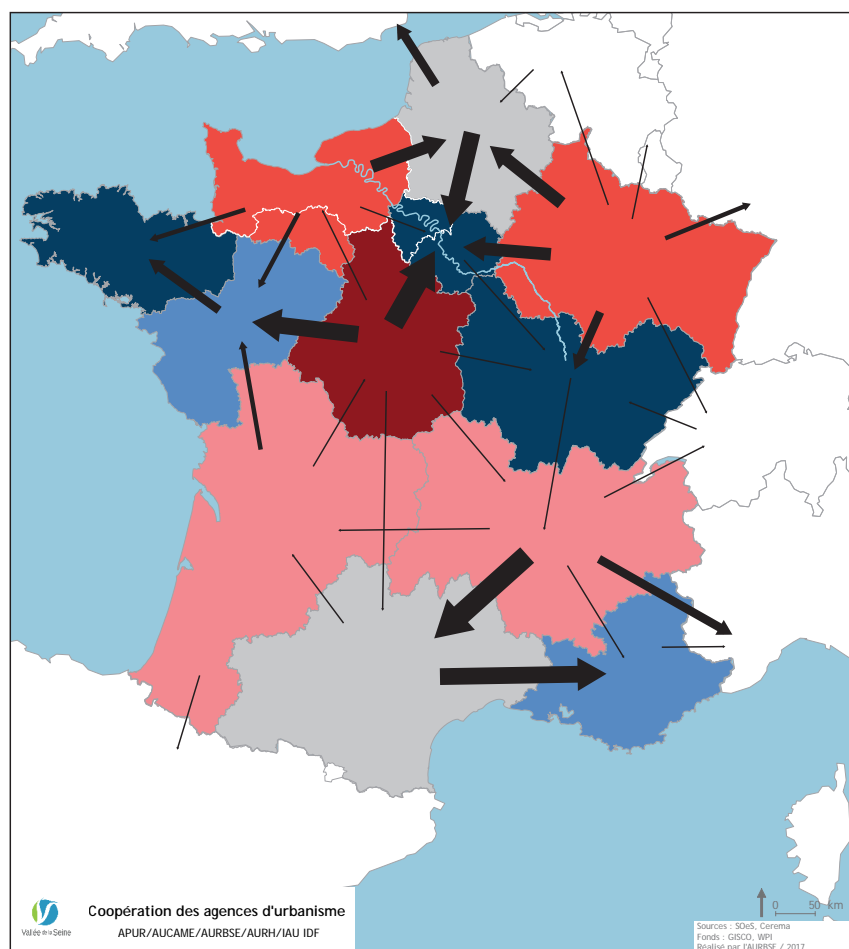 Vallée de la Seine
Coopération des agences d'urbanisme
APUR/AUCAME/AURBSE/AURH/IAU IDF
0 50 km
Sources : SOeS, Cerema
Fonds : GISCO, WPI
Réalisé par l'AURBSE / 2017